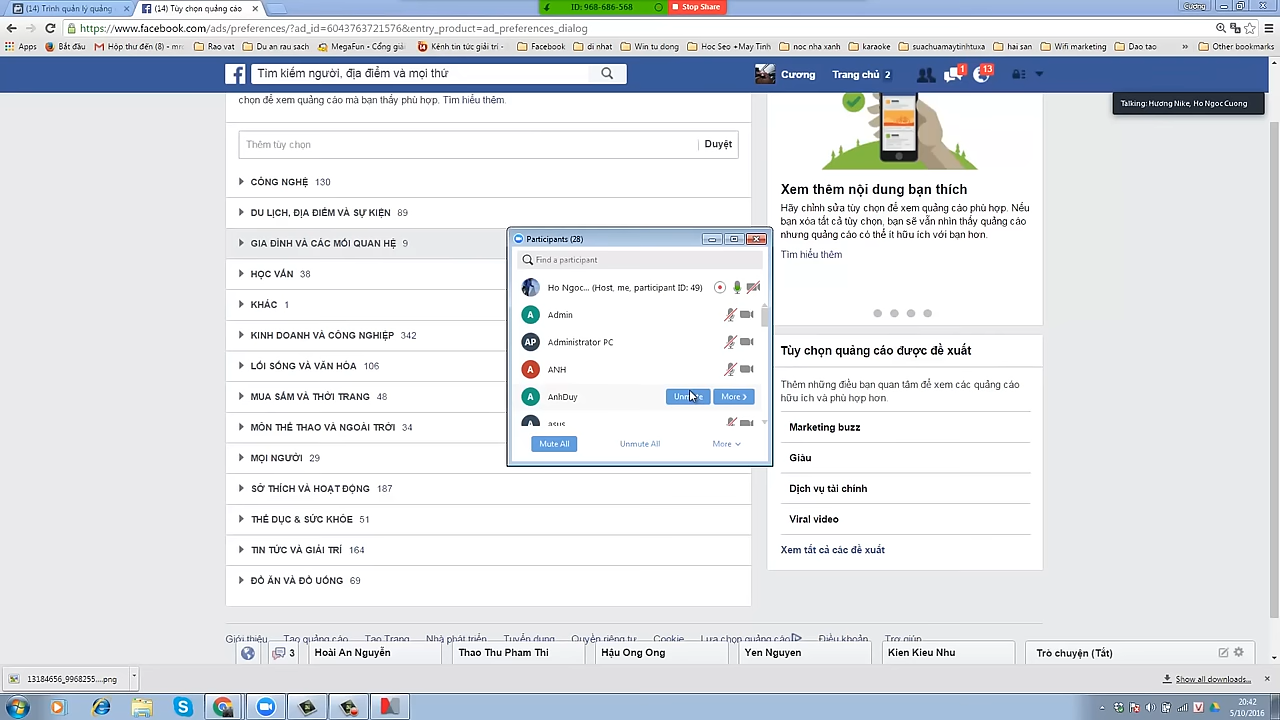 (14) Trình quản lý quảng
(14) Tùy chọn quảng cáo
ID: 968-686-568
Stop Share
Cương
https://www.facebook.com/ads/preferences/?ad_id=6043763721576&entry_product=ad_preferences_dialog
Apps
Bắt đầu
Hộp thư đến (8) - mrc
Rao vat
Du an rau sach
MegaFun - Cổng giả
Kênh tin tức giải trí -
Facebook
di nhat
Win tu dong
Hoc Seo +May Tinh
noc nha xanh
karaoke
suachuamaytinhtuxa
hai san
Wifi marketing
Dao tao
»
Other bookmarks
Tìm kiếm người, địa điểm và mọi thứ
Cương
Trang chủ 2
1
13
Talking: Hương Nike, Ho Ngoc Cuong
chọn để xem quảng cáo mà bạn thấy phù hợp. Tìm hiểu thêm.
Thêm tùy chọn
Duyệt
CÔNG NGHỆ 130
DU LỊCH, ĐỊA ĐIỂM VÀ SỰ KIỆN 89
GIA ĐÌNH VÀ CÁC MỐI QUAN HỆ 9
HỌC VẤN 38
KHÁC 1
KINH DOANH VÀ CÔNG NGHIỆP 342
LỐI SỐNG VÀ VĂN HÓA 106
MUA SẮM VÀ THỜI TRANG 48
MÔN THỂ THAO VÀ NGOÀI TRỜI 34
MỌI NGƯỜI 29
SỞ THÍCH VÀ HOẠT ĐỘNG 187
THỂ DỤC & SỨC KHỎE 51
TIN TỨC VÀ GIẢI TRÍ 164
ĐỒ ĂN VÀ ĐỒ UỐNG 69
Participants (28)
Find a participant
Ho Ngoc... (Host, me, participant ID: 49)
A Admin
AP Administrator PC
A ANH
A AnhDuy
Unmute
More
A asus
Mute All
Unmute All
More
Xem thêm nội dung bạn thích
Hãy chỉnh sửa tùy chọn để xem quảng cáo phù hợp. Nếu
bạn xóa tất cả tùy chọn, bạn sẽ vẫn nhìn thấy quảng cáo
nhưng quảng cáo có thể ít hữu ích với bạn hơn.
Tìm hiểu thêm
Tùy chọn quảng cáo được đề xuất
Thêm những điều bạn quan tâm để xem các quảng cáo
hữu ích và phù hợp hơn.
Marketing buzz
Giàu
Dịch vụ tài chính
Viral video
Xem tất cả các đề xuất
Giới thiệu
Tạo quảng cáo
Tạo Trang
Nhà phát triển
Tuyển dụng
Quyền riêng tư
Cookie
Lựa chọn quảng cáo
Điều khoản
Trợ giúp
3
Hoài An Nguyễn
Thao Thu Pham Thi
Hậu Ong Ong
Yen Nguyen
Kien Kieu Nhu
Trò chuyện (Tắt)
13184656_9968255....png
Show all downloads...
20:42
5/10/2016